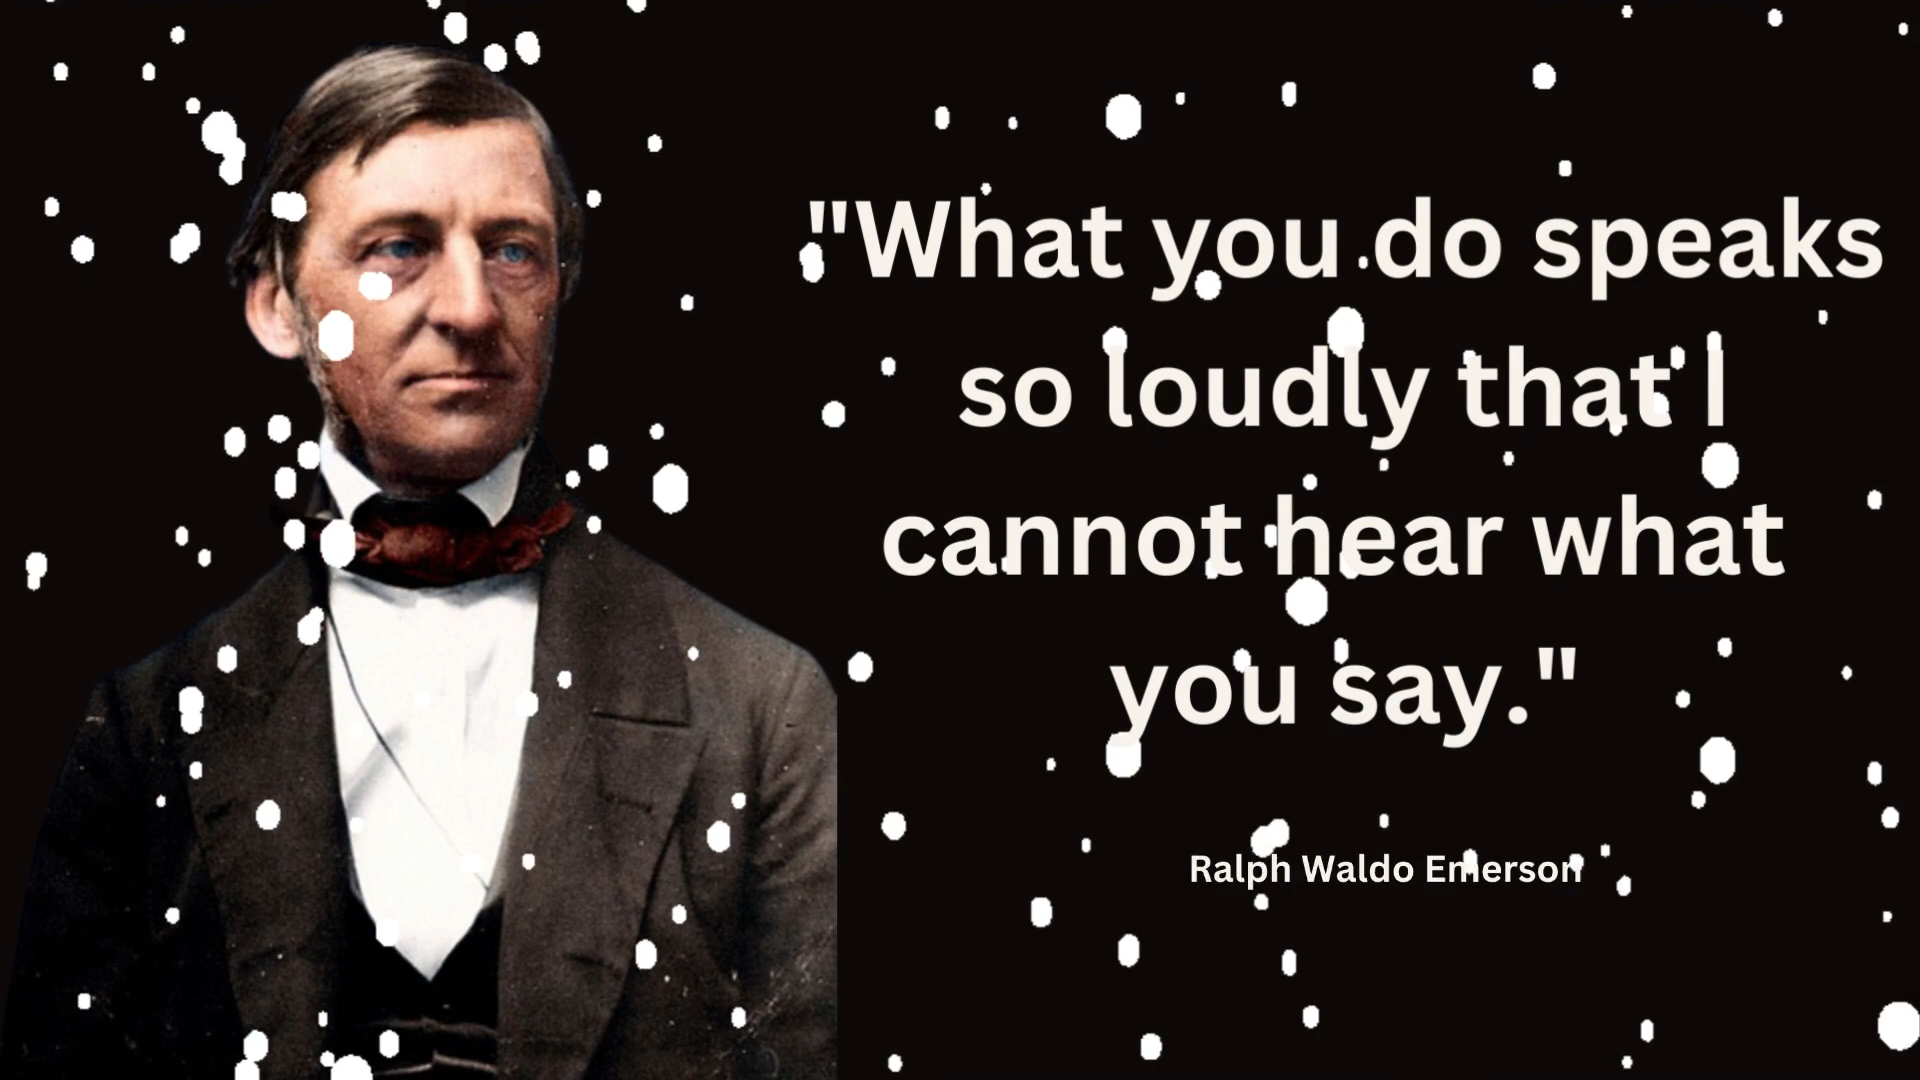 "What you do speaks
so loudly that I
cannot hear what
you say."
Ralph Waldo Emerson